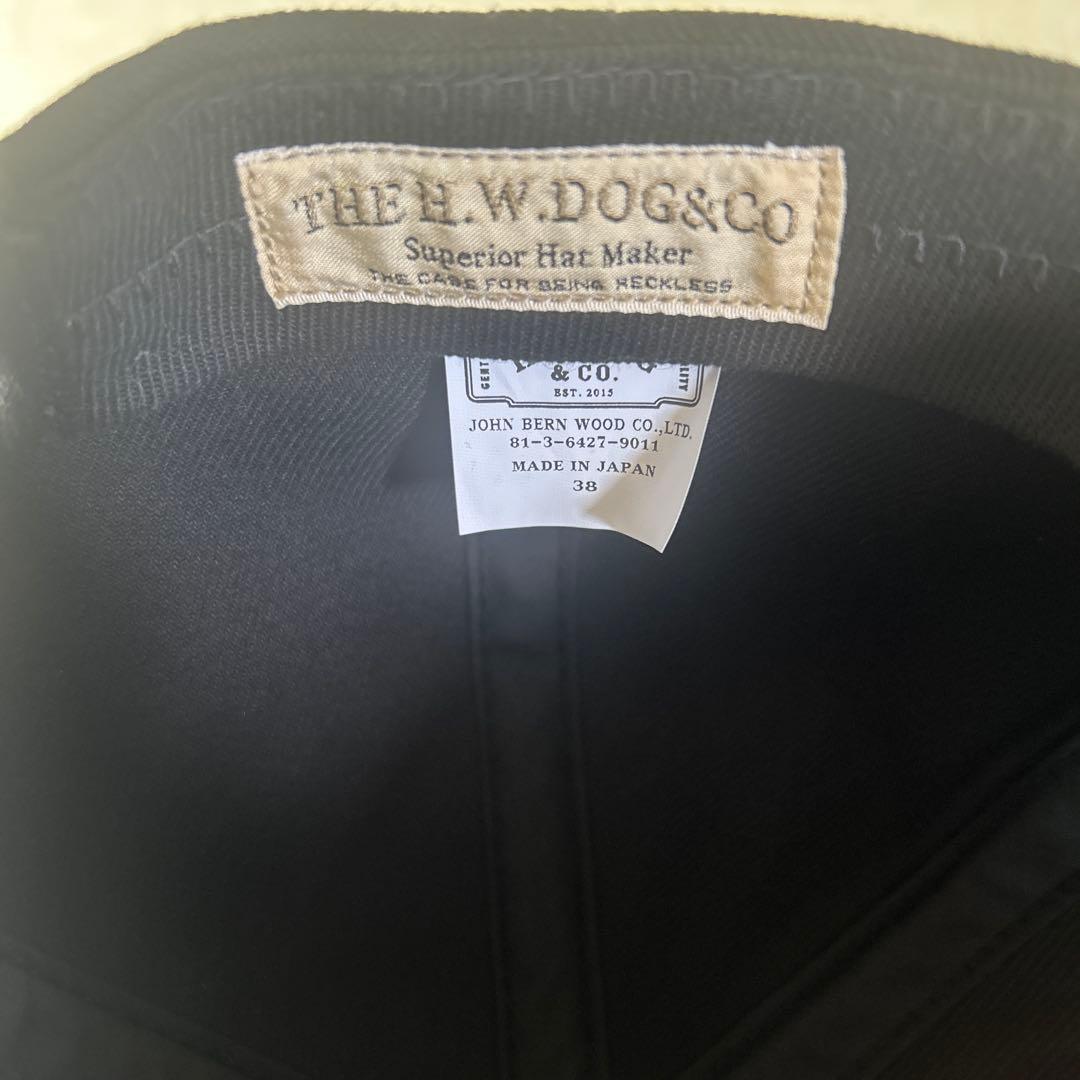 THE H.W.DOG&CO
Superior Hat Maker
THE CARE FOR BEING RECKLESS
& CO.
EST. 2015
JOHN BERN WOOD CO.,LTD.
81-3-6427-9011
MADE IN JAPAN
38